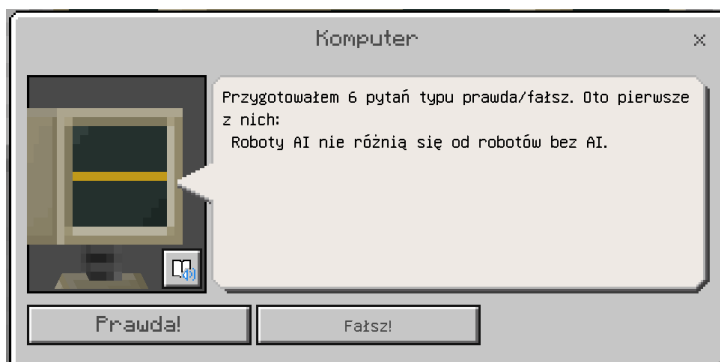 Komputer
x
Przygotowałem 6 pytań typu prawda/fałsz. Oto pierwsze
z nich:
Roboty AI nie różnią się od robotów bez AI.
Prawda!
Fałsz!